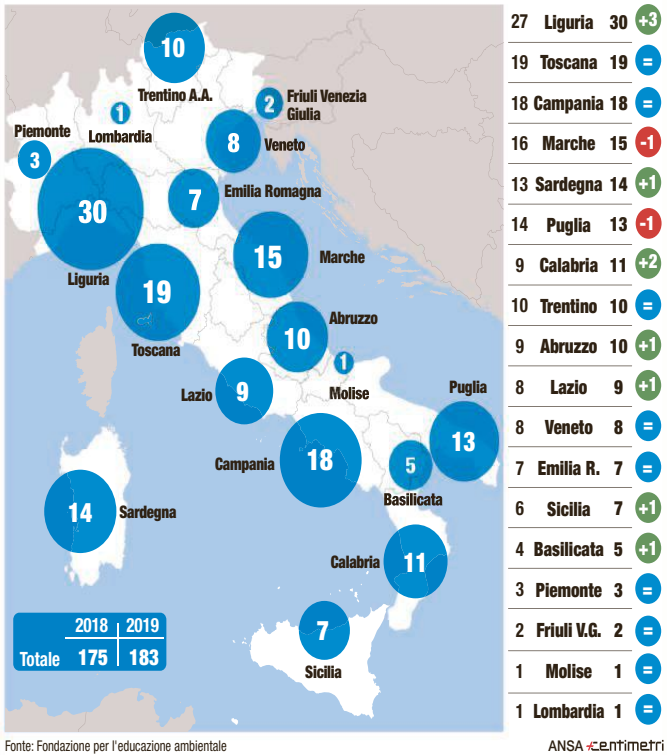 10
Trentino A.A.
1
Lombardia
2
Friuli Venezia
Giulia
Piemonte
3
8
Veneto
7
Emilia Romagna
30
Liguria
15
Marche
19
Toscana
10
Abruzzo
1
Molise
Lazio
9
Puglia
13
Campania
18
5
Basilicata
14
Sardegna
Calabria
11
7
Sicilia
2018 2019
Totale 175 183
27 Liguria 30 +3
19 Toscana 19 =
18 Campania 18 =
16 Marche 15 -1
13 Sardegna 14 +1
14 Puglia 13 -1
9 Calabria 11 +2
10 Trentino 10 =
9 Abruzzo 10 +1
8 Lazio 9 +1
8 Veneto 8 =
7 Emilia R. 7 =
6 Sicilia 7 +1
4 Basilicata 5 +1
3 Piemonte 3 =
2 Friuli V.G. 2 =
1 Molise 1 =
1 Lombardia 1 =
Fonte: Fondazione per l'educazione ambientale
ANSA centimetri